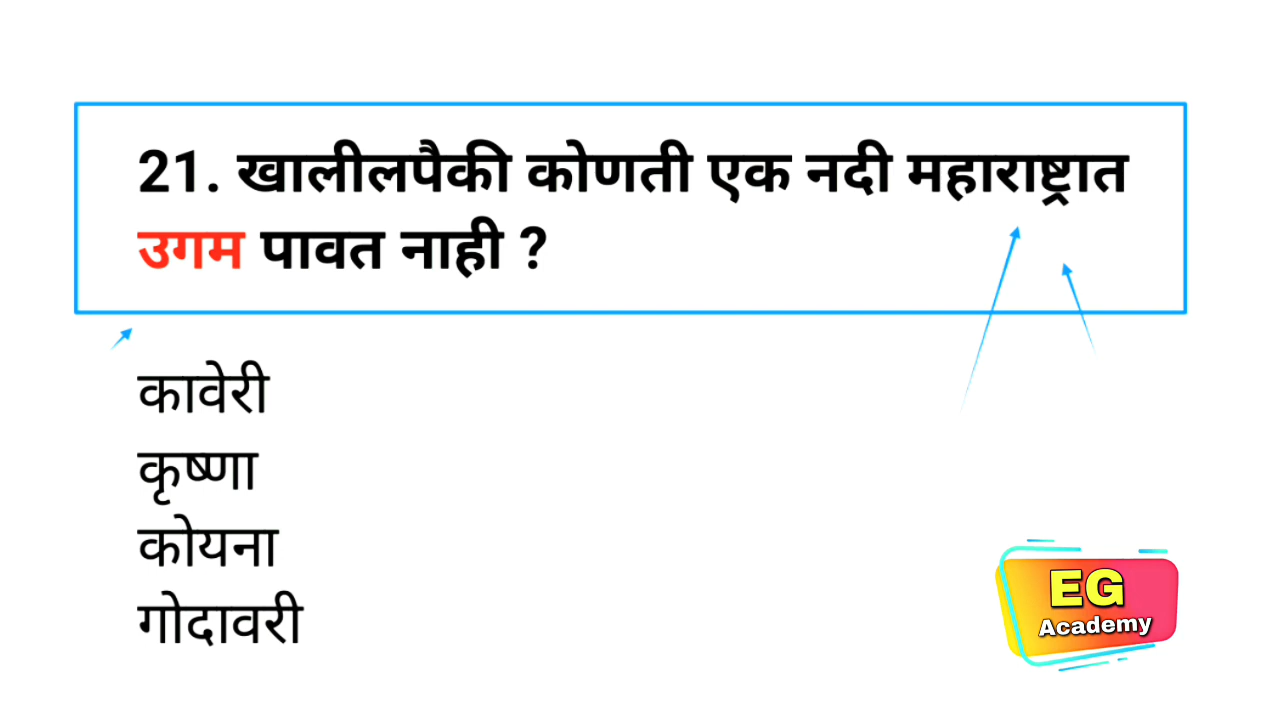 21. खालीलपैकी कोणती एक नदी महाराष्ट्रात
उगम पावत नाही ?
कावेरी
कृष्णा
कोयना
गोदावरी
EG
Academy